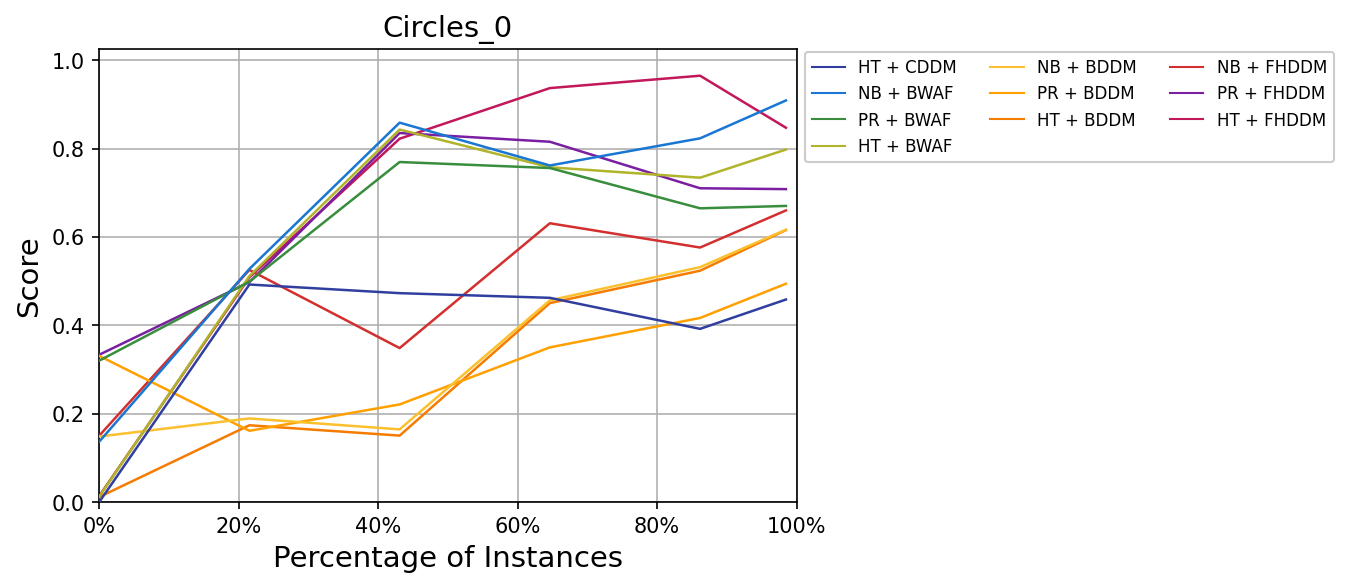 Circles_0
1.0
0.8
0.6
0.4
0.2
0.0
Score
0% 20% 40% 60% 80% 100%
Percentage of Instances
HT + CDDM
NB + BWAF
PR + BWAF
HT + BWAF
NB + BDDM
PR + BDDM
HT + BDDM
NB + FHDDM
PR + FHDDM
HT + FHDDM